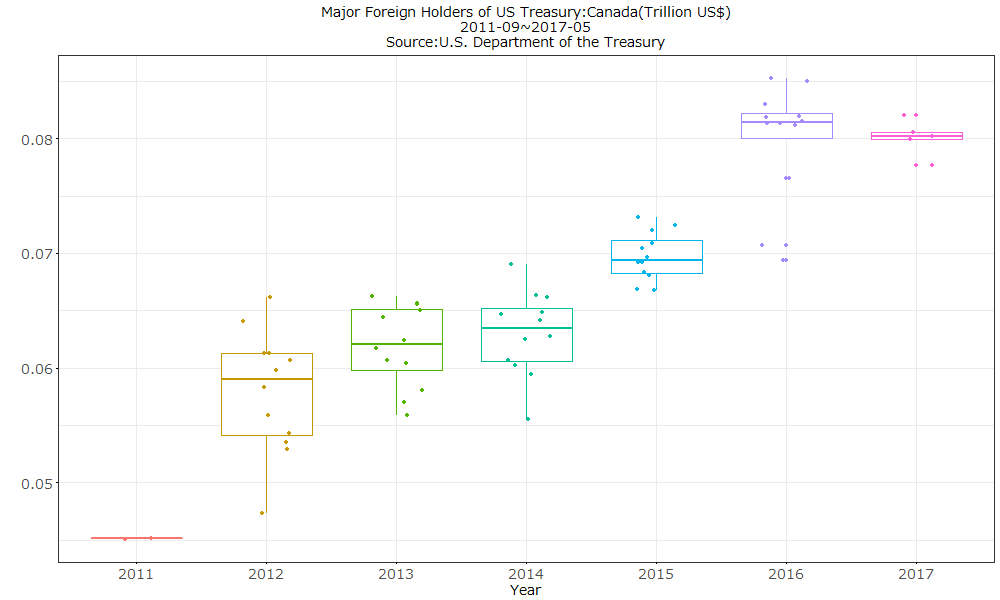 Major Foreign Holders of US Treasury:Canada(Trillion US$)
2011-09~2017-05
Source:U.S. Department of the Treasury
0.08
0.07
0.06
0.05
2011 2012 2013 2014 2015 2016 2017
Year